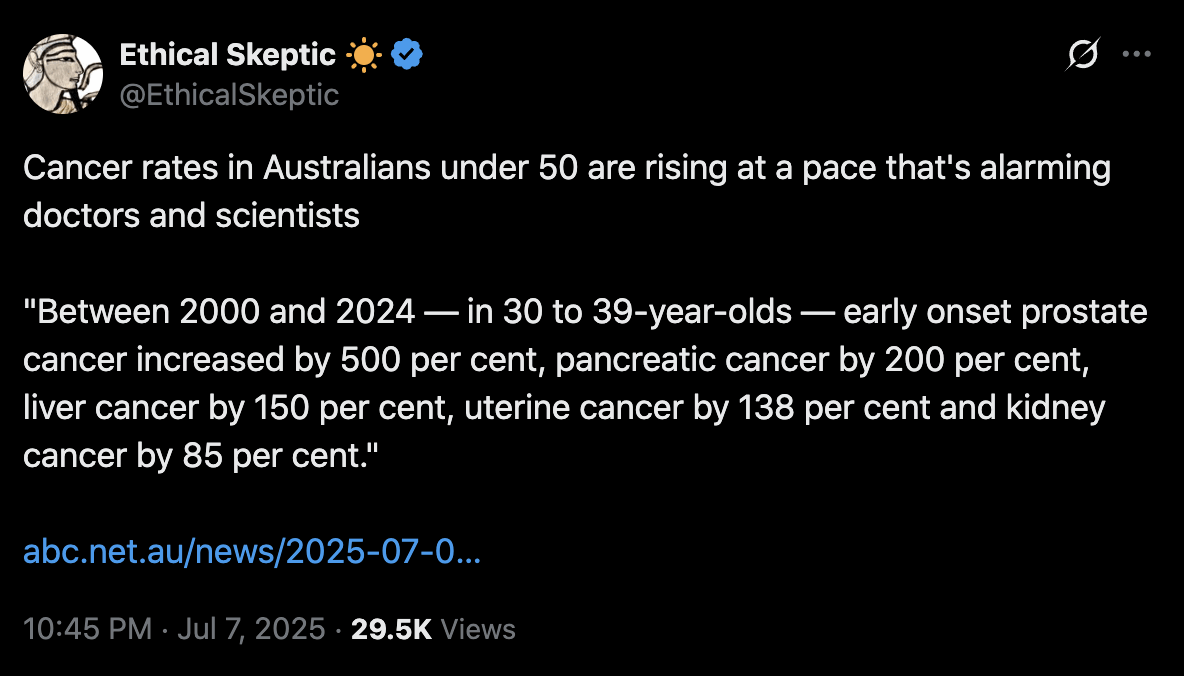 Ethical Skeptic
@EthicalSkeptic
Cancer rates in Australians under 50 are rising at a pace that's alarming
doctors and scientists
"Between 2000 and 2024 — in 30 to 39-year-olds — early onset prostate
cancer increased by 500 per cent, pancreatic cancer by 200 per cent,
liver cancer by 150 per cent, uterine cancer by 138 per cent and kidney
cancer by 85 per cent."
abc.net.au/news/2025-07-0...
10:45 PM · Jul 7, 2025 · 29.5K Views